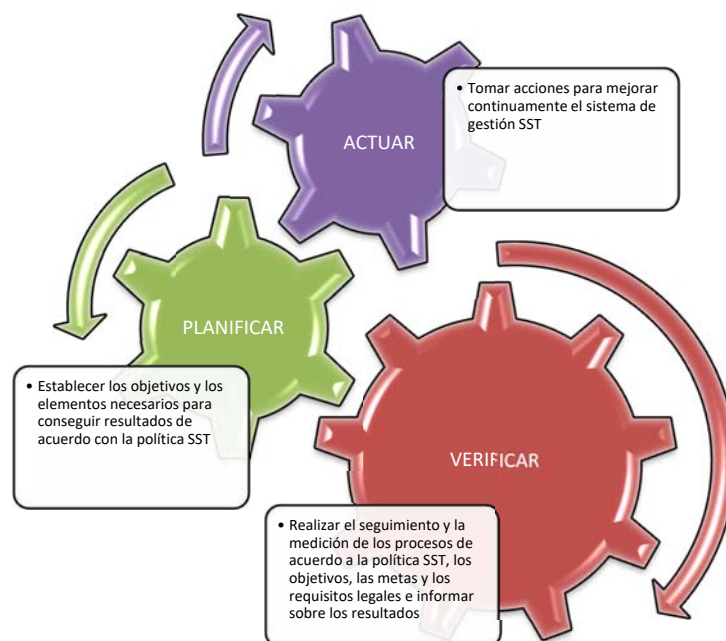 ACTUAR
• Tomar acciones para mejorar
continuamente el sistema de
gestión SST
PLANIFICAR
• Establecer los objetivos y los
elementos necesarios para
conseguir resultados de
acuerdo con la política SST
VERIFICAR
• Realizar el seguimiento y la
medición de los procesos de
acuerdo a la política SST, los
objetivos, las metas y los
requisitos legales e informar
sobre los resultados